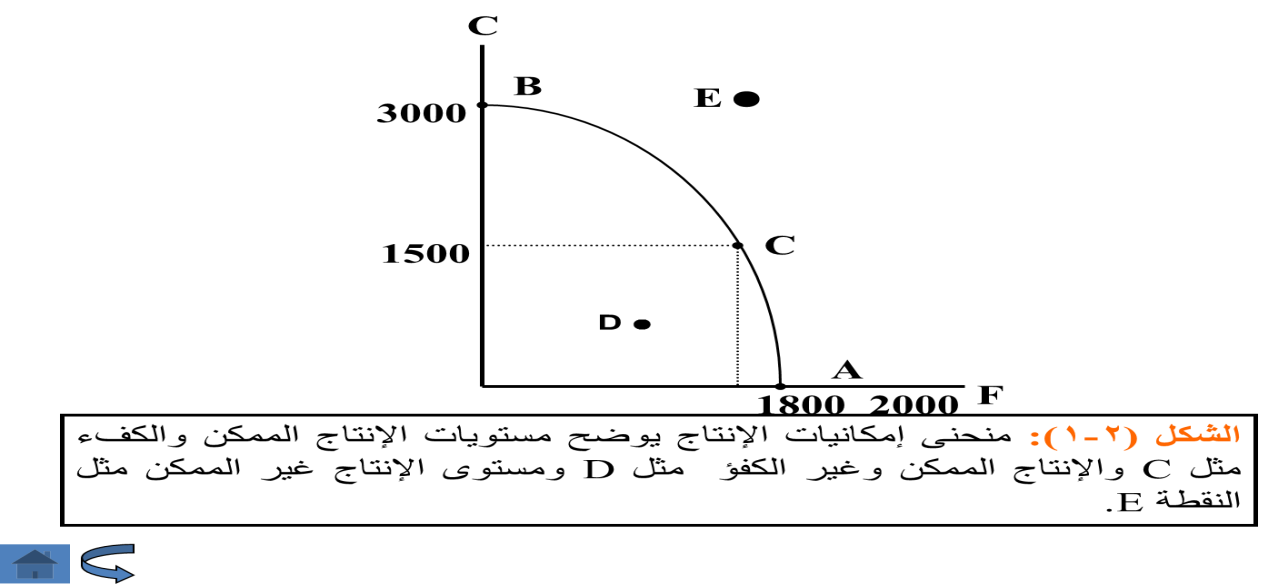 C
B
E
3000
1500
C
D
A
1800 2000 F
الشكل (٢-١): منحنى إمكانيات الإنتاج يوضح مستويات الإنتاج الممكن والكفء
مثل C والإنتاج الممكن وغير الكفؤ مثل D ومستوى الإنتاج غير الممكن مثل
النقطة E.